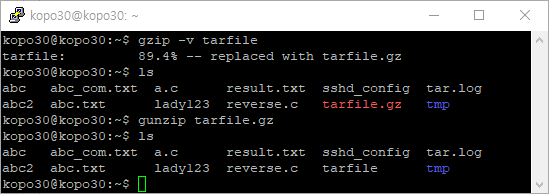 kopo30@kopo30: ~
kopo30@kopo30:~$ gzip -v tarfile
tarfile:         89.4% -- replaced with tarfile.gz
kopo30@kopo30:~$ ls
abc   abc_com.txt  a.c      result.txt  sshd_config  tar.log
abc2  abc.txt      lady123  reverse.c   tarfile.gz   tmp
kopo30@kopo30:~$ gunzip tarfile.gz
kopo30@kopo30:~$ ls
abc   abc_com.txt  a.c      result.txt  sshd_config  tar.log
abc2  abc.txt      lady123  reverse.c   tarfile      tmp
kopo30@kopo30:~$